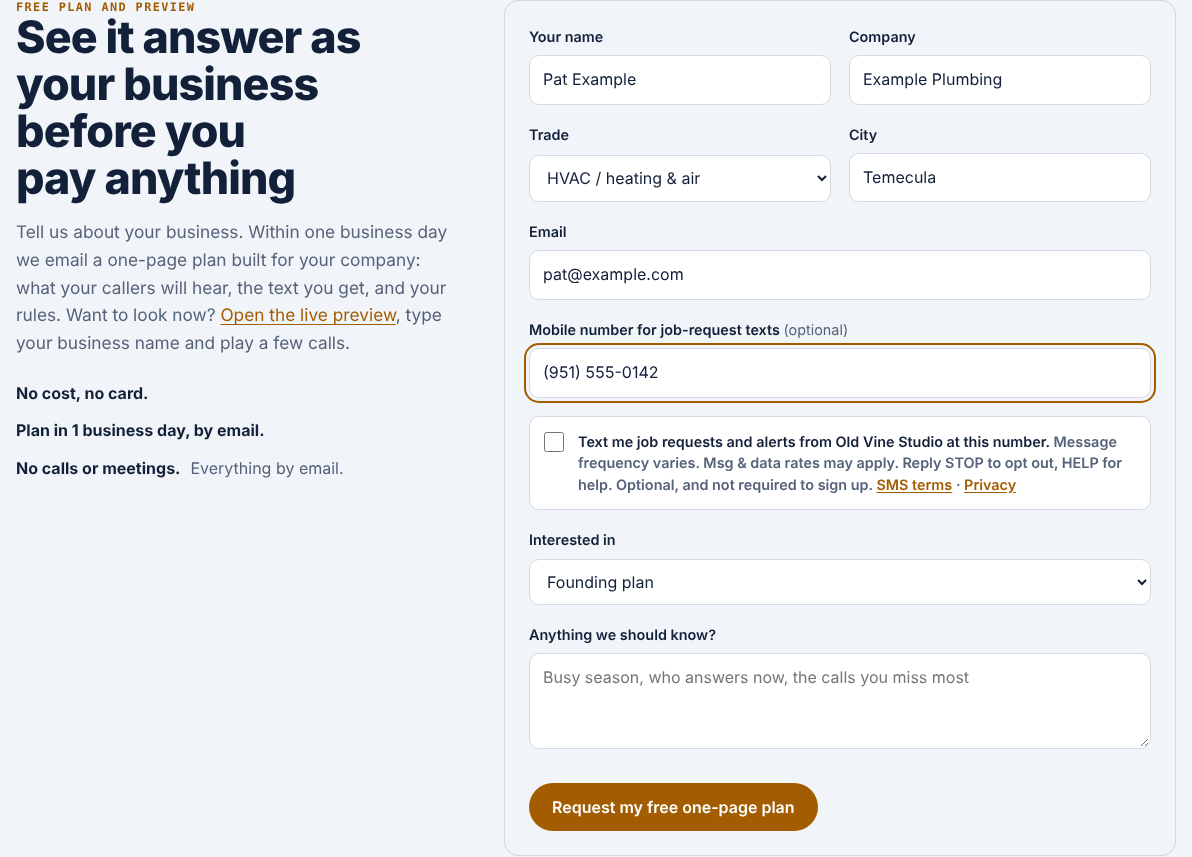 FREE PLAN AND PREVIEW
See it answer as
your business
before you
pay anything
Tell us about your business. Within one business day
we email a one-page plan built for your company:
what your callers will hear, the text you get, and your
rules. Want to look now? Open the live preview, type
your business name and play a few calls.
No cost, no card.
Plan in 1 business day, by email.
No calls or meetings. Everything by email.
Your name
Pat Example
Company
Example Plumbing
Trade
HVAC / heating & air
City
Temecula
Email
pat@example.com
Mobile number for job-request texts (optional)
(951) 555-0142
Text me job requests and alerts from Old Vine Studio at this number. Message
frequency varies. Msg & data rates may apply. Reply STOP to opt out, HELP for
help. Optional, and not required to sign up. SMS terms · Privacy
Interested in
Founding plan
Anything we should know?
Busy season, who answers now, the calls you miss most
Request my free one-page plan